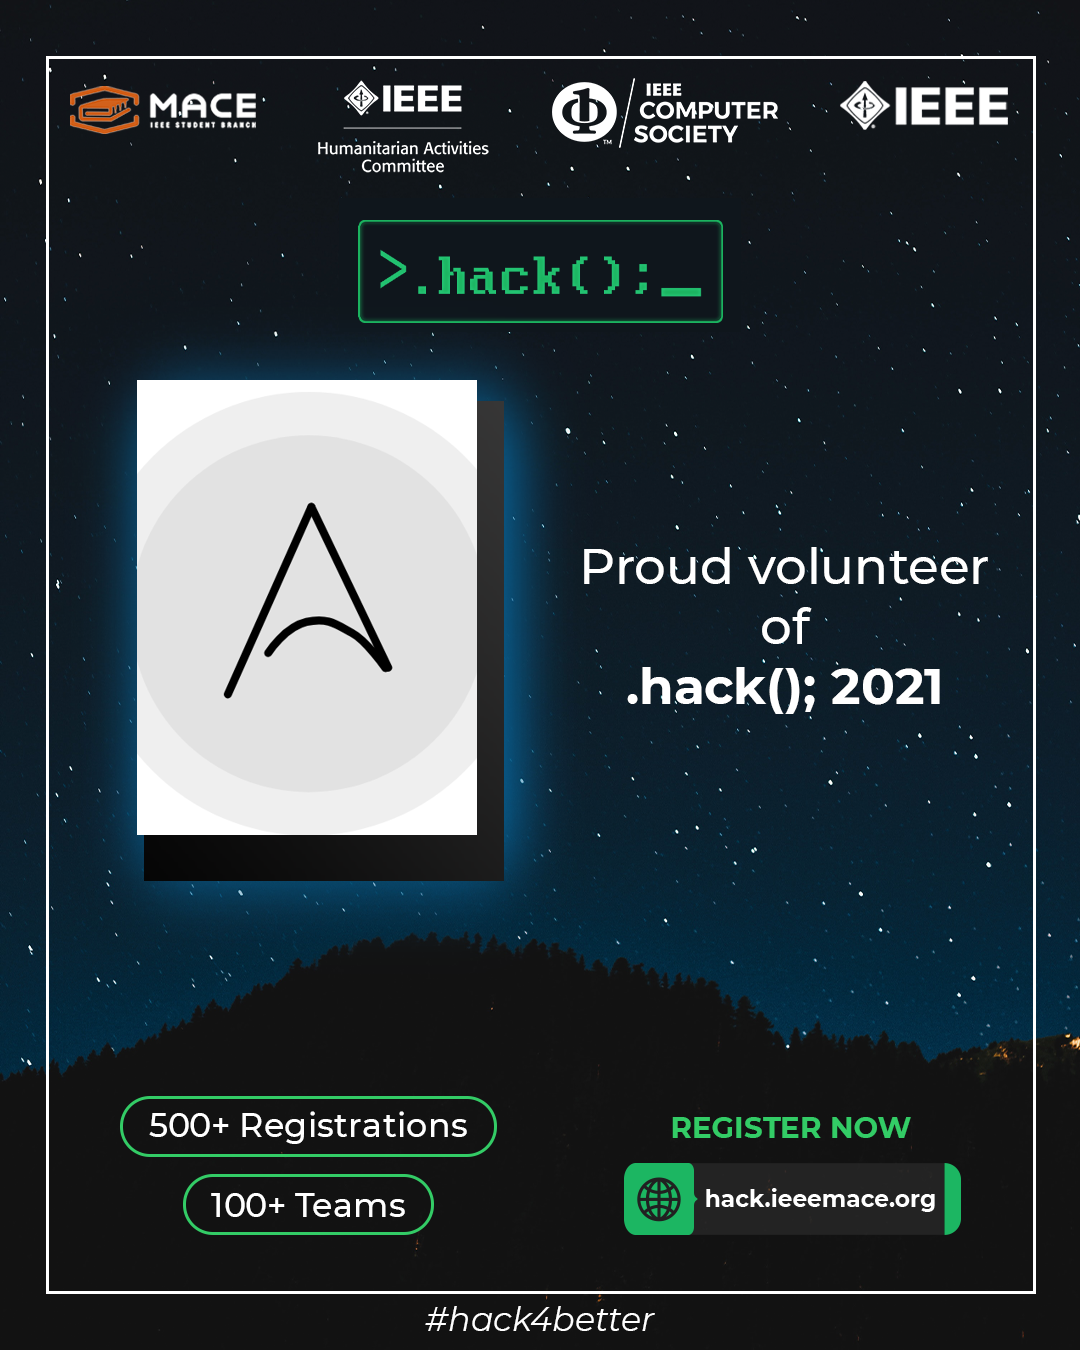 MACE
IEEE STUDENT BRANCH
IEEE
Humanitarian Activities
Committee
IEEE
COMPUTER
SOCIETY
TM
IEEE
>.hack();_
Proud volunteer
of
.hack(); 2021
500+ Registrations
100+ Teams
REGISTER NOW
hack.ieeemace.org
#hack4better